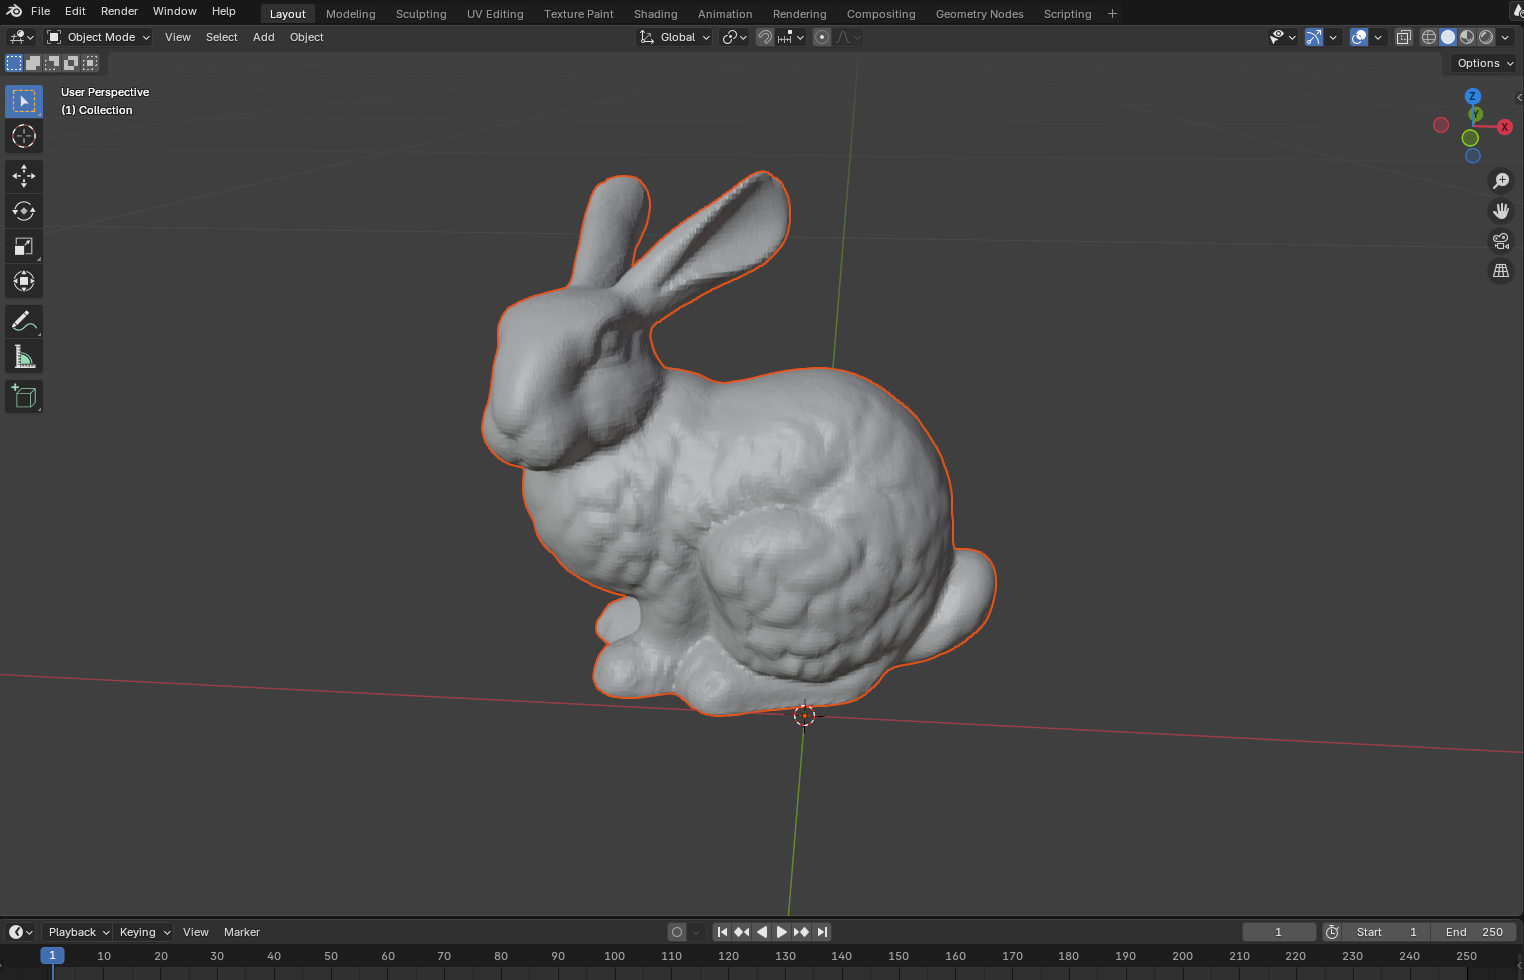 File Edit Render Window Help Layout Modeling Sculpting UV Editing Texture Paint Shading Animation Rendering Compositing Geometry Nodes Scripting +
Object Mode View Select Add Object Global
Options
User Perspective
(1) Collection
Z
Y
X
Playback Keying View Marker 1 Start 1 End 250
1 10 20 30 40 50 60 70 80 90 100 110 120 130 140 150 160 170 180 190 200 210 220 230 240 250